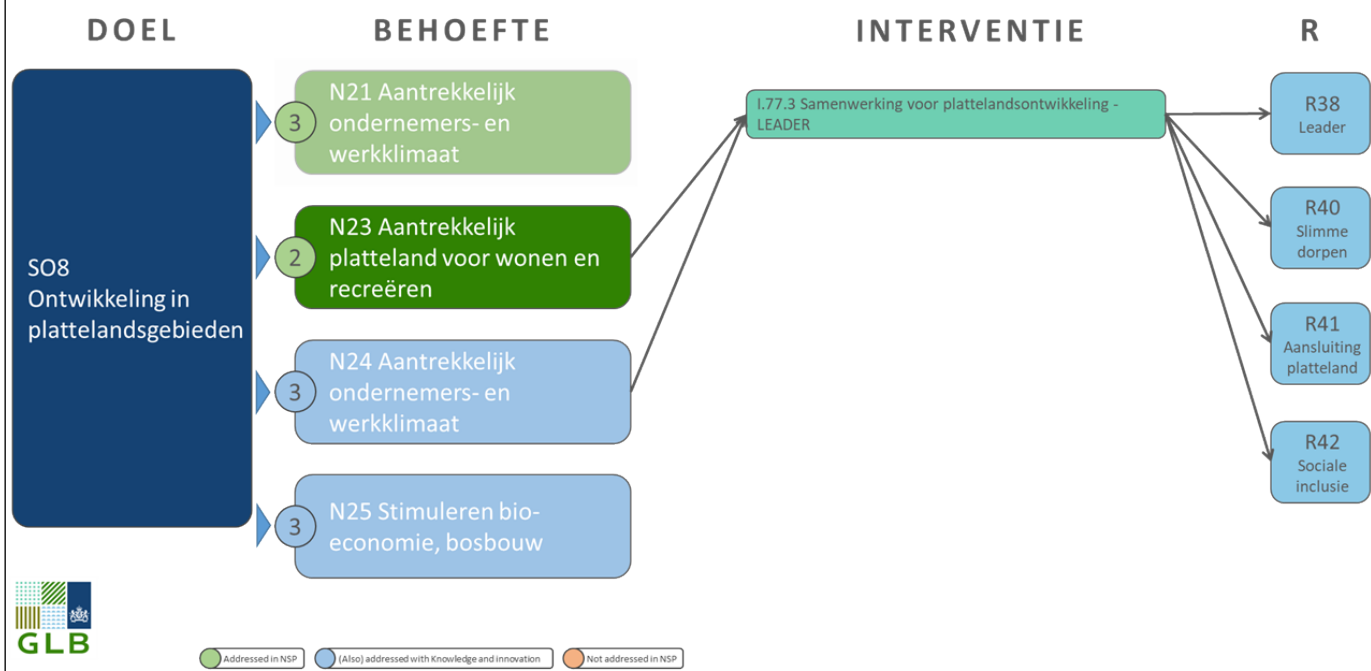 DOEL
BEHOEFTE
INTERVENTIE
R
SO8
Ontwikkeling in
plattelandsgebieden
3
N21 Aantrekkelijk
ondernemers- en
werkklimaat
2
N23 Aantrekkelijk
platteland voor wonen en
recreëren
3
N24 Aantrekkelijk
ondernemers- en
werkklimaat
3
N25 Stimuleren bio-
economie, bosbouw
I.77.3 Samenwerking voor plattelandsontwikkeling -
LEADER
R38
Leader
R40
Slimme
dorpen
R41
Aansluiting
platteland
R42
Sociale
inclusie
GLB
Addressed in NSP
(Also) addressed with Knowledge and innovation
Not addressed in NSP